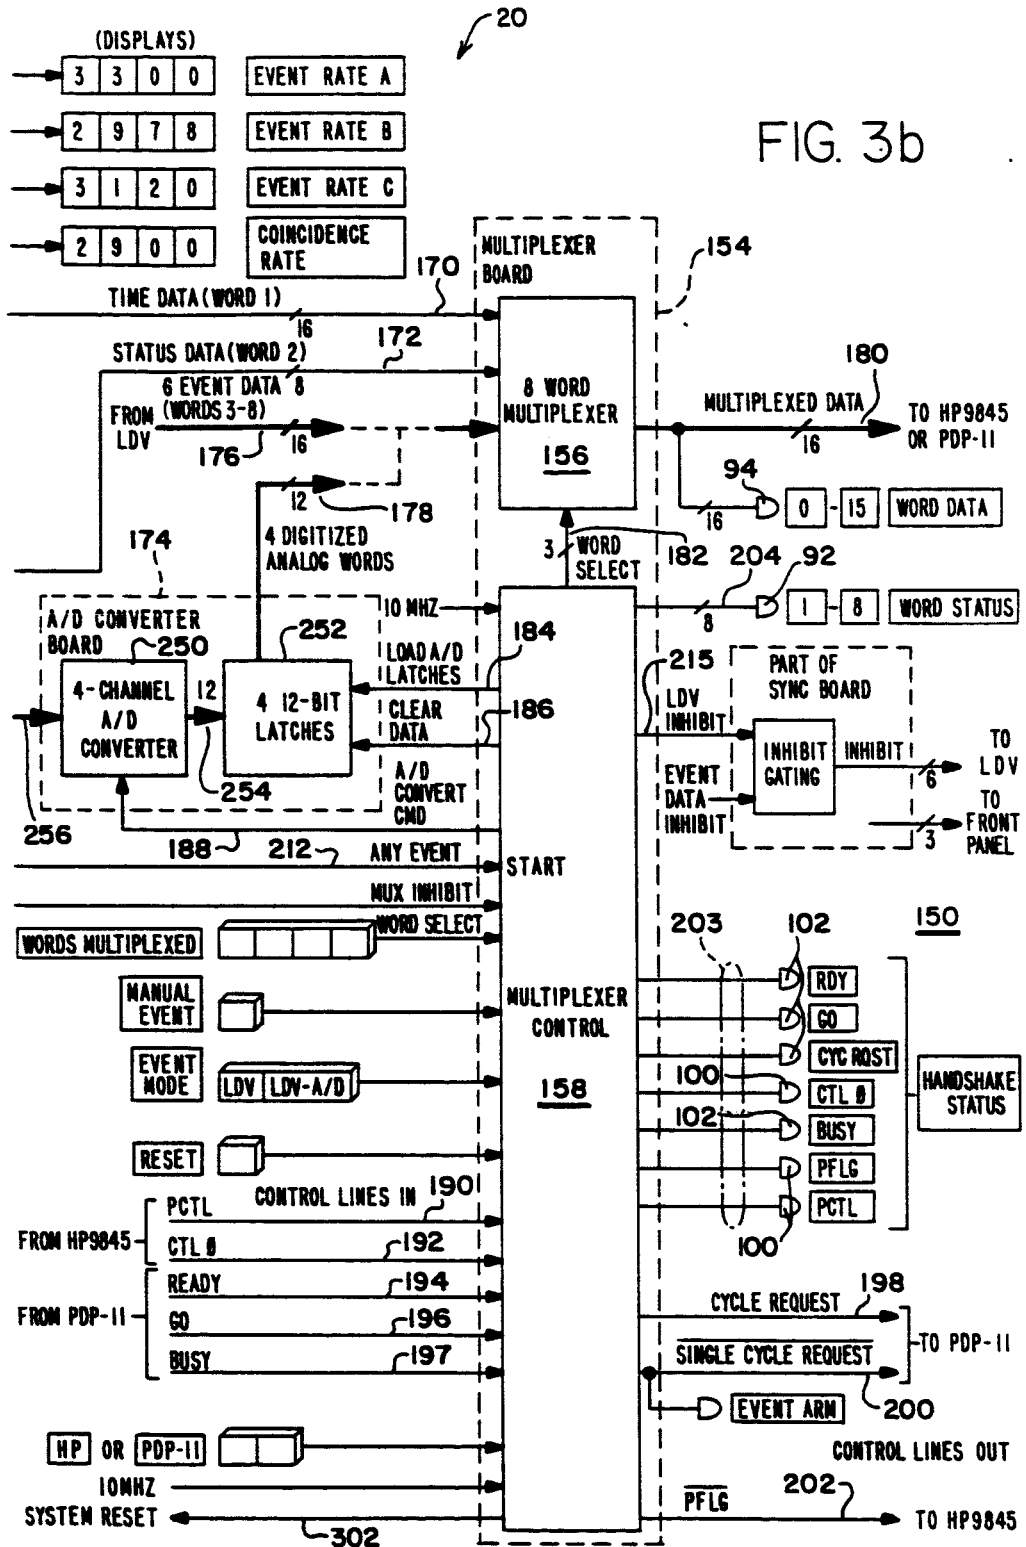 20
(DISPLAYS)
3 3 0 0 EVENT RATE A
2 9 7 8 EVENT RATE B
3 1 2 0 EVENT RATE C
2 9 0 0 COINCIDENCE
RATE
FIG. 3b
MULTIPLEXER
BOARD
154
TIME DATA (WORD 1)
16
170
STATUS DATA (WORD 2)
8
172
6 EVENT DATA
(WORDS 3-8)
FROM
LDV
176
16
12
178
4 DIGITIZED
ANALOG WORDS
8 WORD
MULTIPLEXER
156
MULTIPLEXED DATA
16
180
TO HP9845
OR PDP-11
94
16
0 - 15 WORD DATA
3
WORD
SELECT
182
204
92
8
1 - 8 WORD STATUS
174
A/D CONVERTER
BOARD
250
252
4-CHANNEL
A/D
CONVERTER
12
254
256
4 12-BIT
LATCHES
10 MHZ
LOAD A/D
LATCHES
184
CLEAR
DATA
186
A/D
CONVERT
CMD
188
215
LDV
INHIBIT
PART OF
SYNC BOARD
INHIBIT
GATING
INHIBIT
6
TO
LDV
EVENT
DATA
INHIBIT
3
TO
FRONT
PANEL
212
ANY EVENT
START
MUX INHIBIT
WORDS MULTIPLEXED
WORD SELECT
MANUAL
EVENT
EVENT
MODE
LDV LDV-A/D
RESET
MULTIPLEXER
CONTROL
158
150
203
102
RDY
GO
CYC RQST
100
CTL 0
102
BUSY
PFLG
PCTL
100
HANDSHAKE
STATUS
CONTROL LINES IN
FROM HP9845
PCTL
190
CTL 0
192
FROM PDP-11
READY
194
GO
196
BUSY
197
CYCLE REQUEST
198
SINGLE CYCLE REQUEST
200
TO PDP-11
EVENT ARM
HP OR PDP-11
10MHZ
SYSTEM RESET
302
CONTROL LINES OUT
PFLG
202
TO HP9845